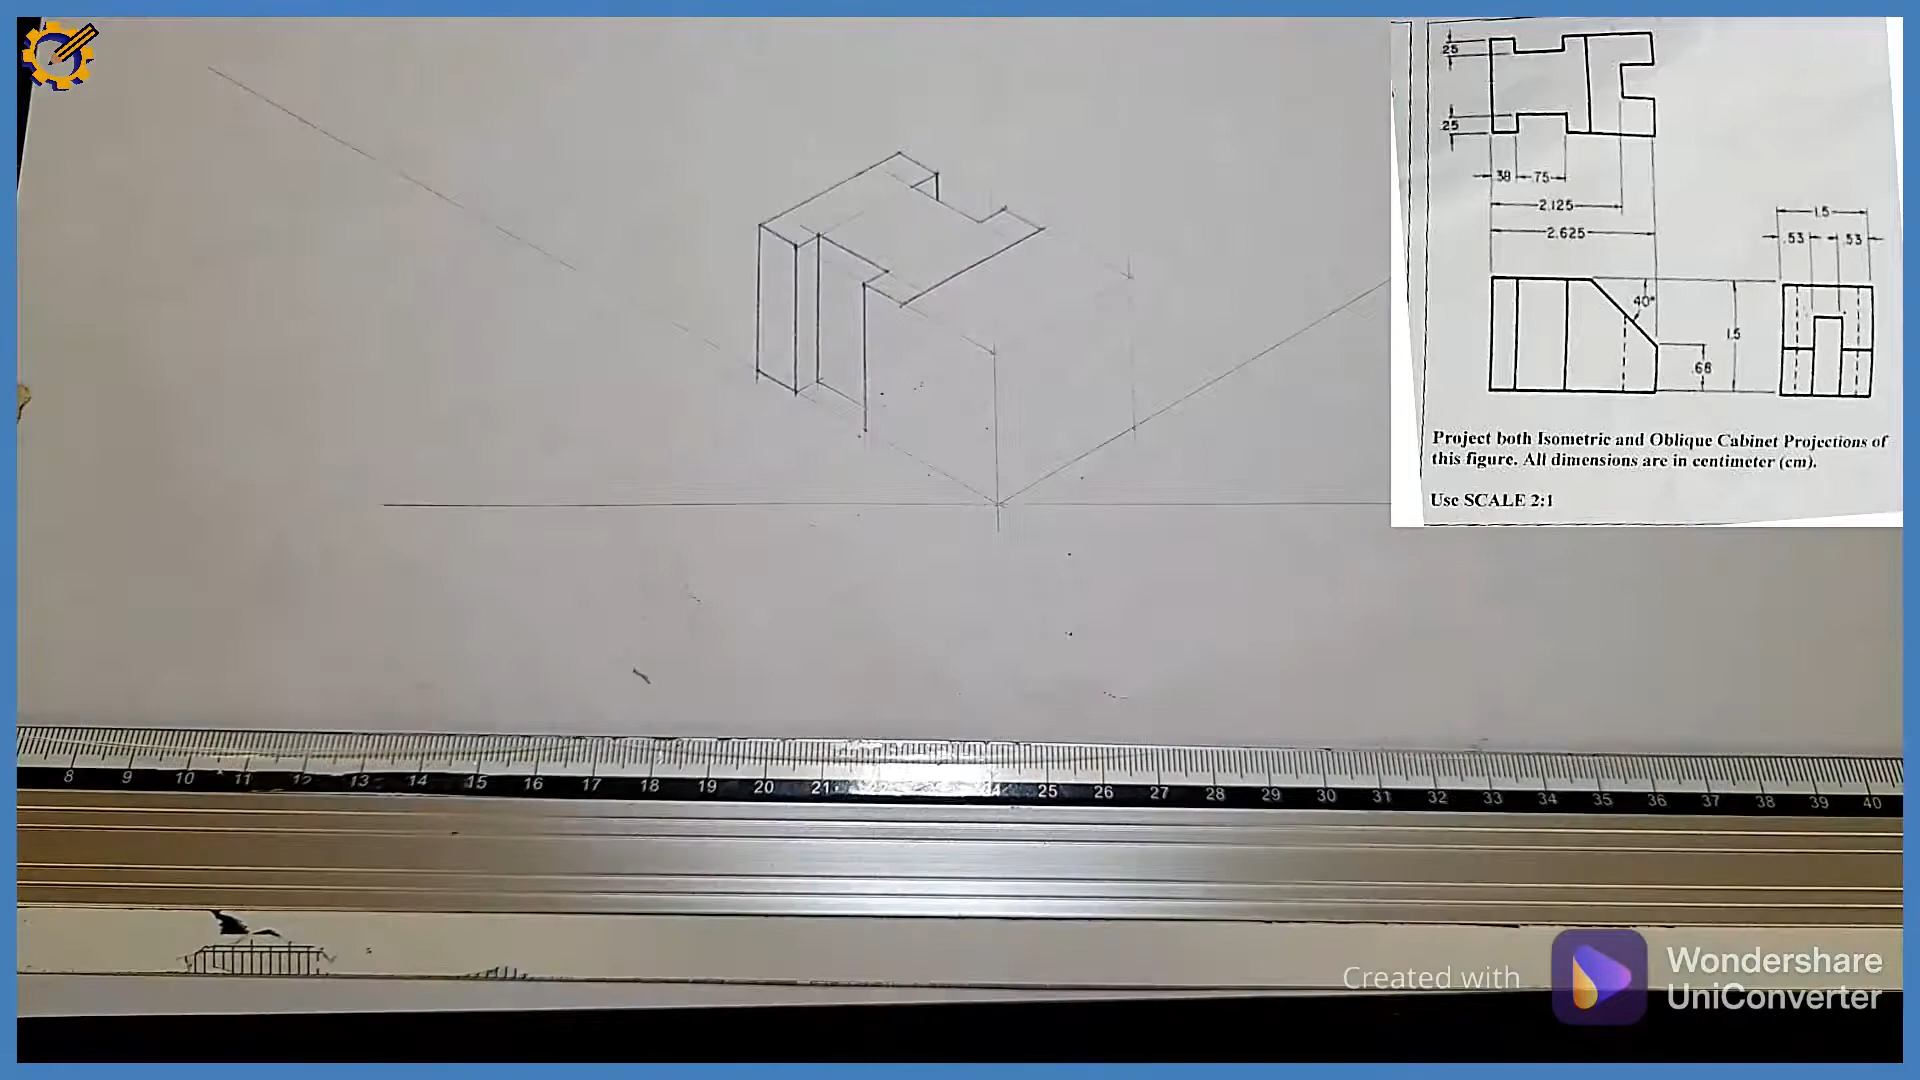 25
25
38
.75
2.125
2.625
1.5
.53
.53
40°
1.5
.68
Project both Isometric and Oblique Cabinet Projections of
this figure. All dimensions are in centimeter (cm).
Use SCALE 2:1
8 9 10 11 12 13 14 15 16 17 18 19 20 21 24 25 26 27 28 29 30 31 32 33 34 35 36 37 38 39 40
Created with
Wondershare
UniConverter